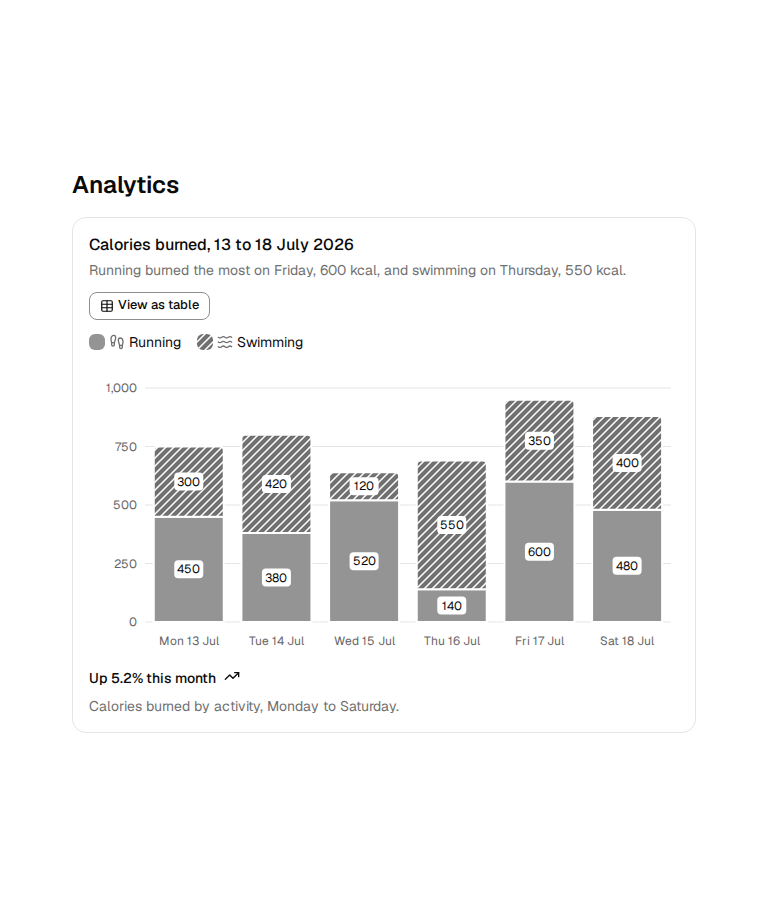 Analytics
Calories burned, 13 to 18 July 2026
Running burned the most on Friday, 600 kcal, and swimming on Thursday, 550 kcal.
View as table
Running Swimming
1,000
750
500
250
0
300 420 120 550 350 400
450 380 520 140 600 480
Mon 13 Jul Tue 14 Jul Wed 15 Jul Thu 16 Jul Fri 17 Jul Sat 18 Jul
Up 5.2% this month
Calories burned by activity, Monday to Saturday.